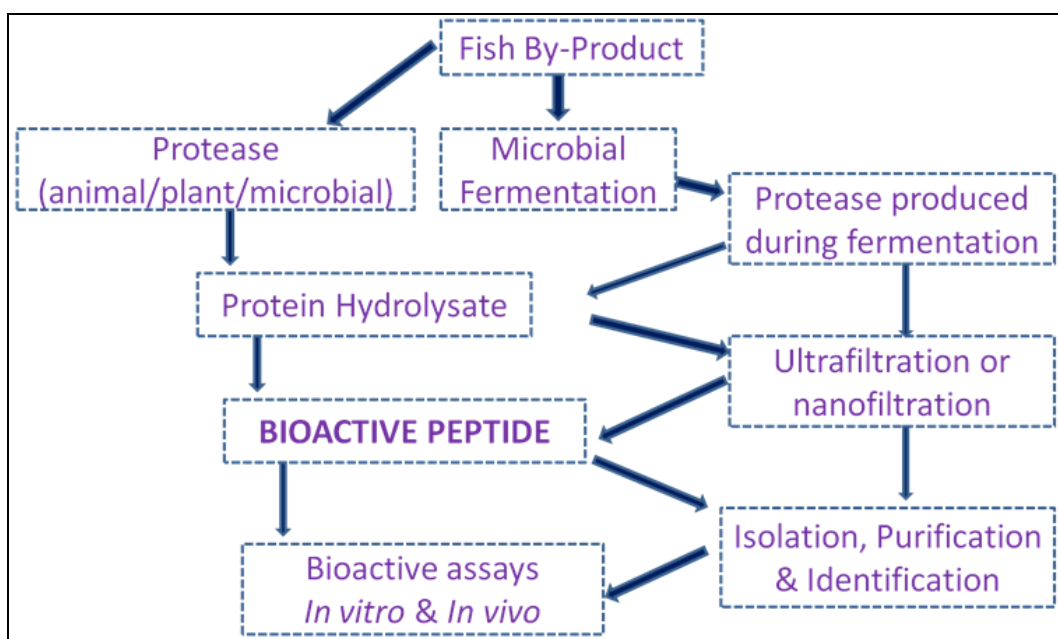 Fish By-Product
Protease
(animal/plant/microbial)
Microbial
Fermentation
Protease produced
during fermentation
Protein Hydrolysate
Ultrafiltration or
nanofiltration
BIOACTIVE PEPTIDE
Isolation, Purification
& Identification
Bioactive assays
In vitro & In vivo